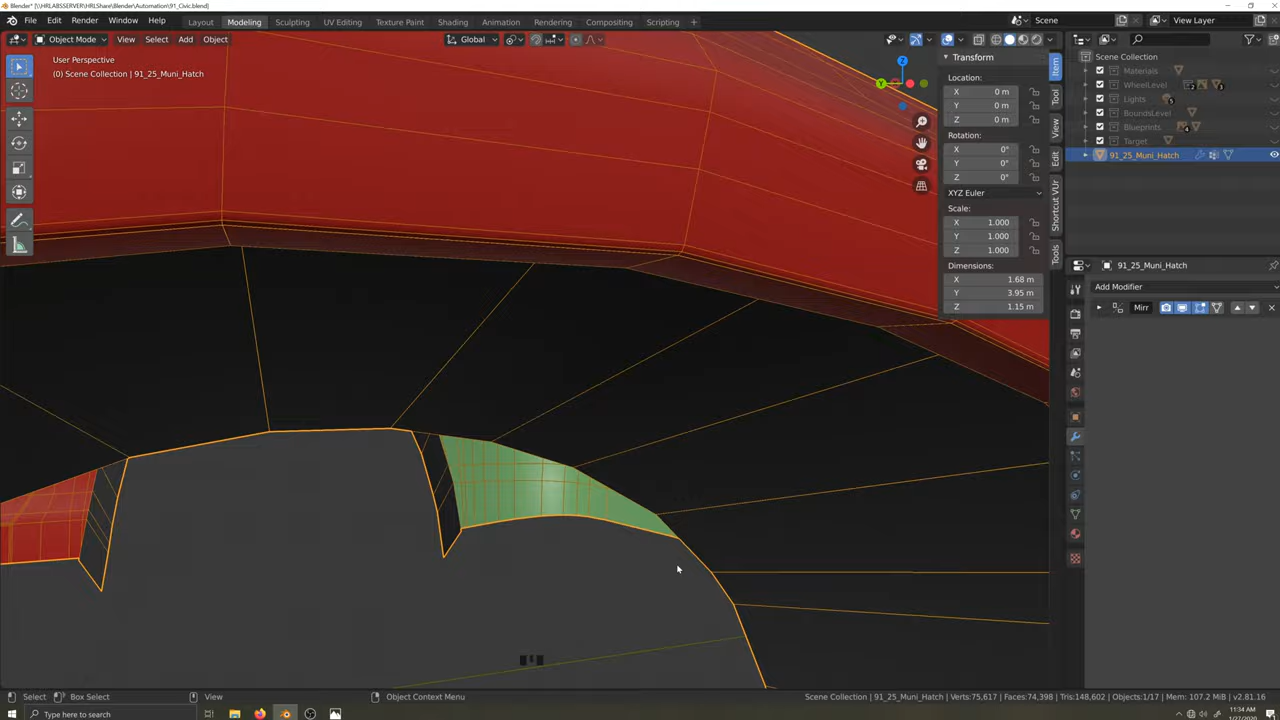 Blender* [\\HRLABSSERVER\HRLShare\Blender\Automation\91_Civic.blend]
File Edit Render Window Help Layout Modeling Sculpting UV Editing Texture Paint Shading Animation Rendering Compositing Scripting + Scene View Layer
Object Mode View Select Add Object Global
User Perspective
(0) Scene Collection | 91_25_Muni_Hatch
Z
Y
Transform
Location:
X 0 m
Y 0 m
Z 0 m
Rotation:
X 0°
Y 0°
Z 0°
XYZ Euler
Scale:
X 1.000
Y 1.000
Z 1.000
Dimensions:
X 1.68 m
Y 3.95 m
Z 1.15 m
Item
Tool
View
Edit
Shortcut VUr
Tools
Scene Collection
Materials
WheelLevel
Lights
BoundsLevel
Blueprints
Target
91_25_Muni_Hatch
91_25_Muni_Hatch
Add Modifier
Mirr
Select Box Select View Object Context Menu
Scene Collection | 91_25_Muni_Hatch | Verts:75,617 | Faces:74,398 | Tris:148,602 | Objects:1/17 | Mem: 107.2 MiB | v2.81.16
Type here to search
11:34 AM
1/27/2020